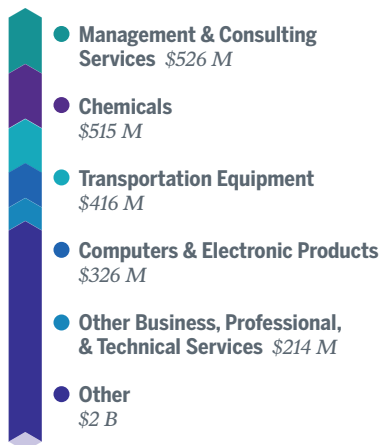 Management & Consulting
Services $526 M
Chemicals
$515 M
Transportation Equipment
$416 M
Computers & Electronic Products
$326 M
Other Business, Professional,
& Technical Services $214 M
Other
$2 B